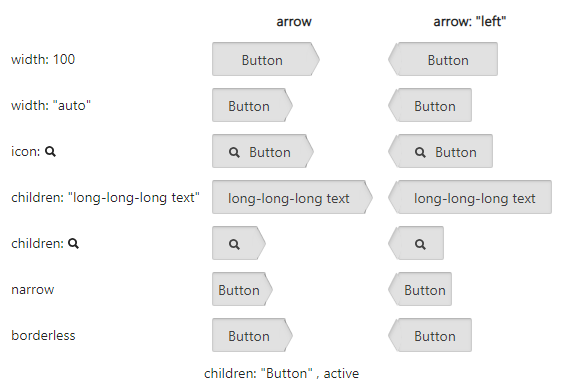 arrow arrow: "left"
width: 100 Button Button
width: "auto" Button Button
icon: Button Button
children: "long-long-long text" long-long-long text long-long-long text
children:
narrow Button Button
borderless Button Button
children: "Button" , active